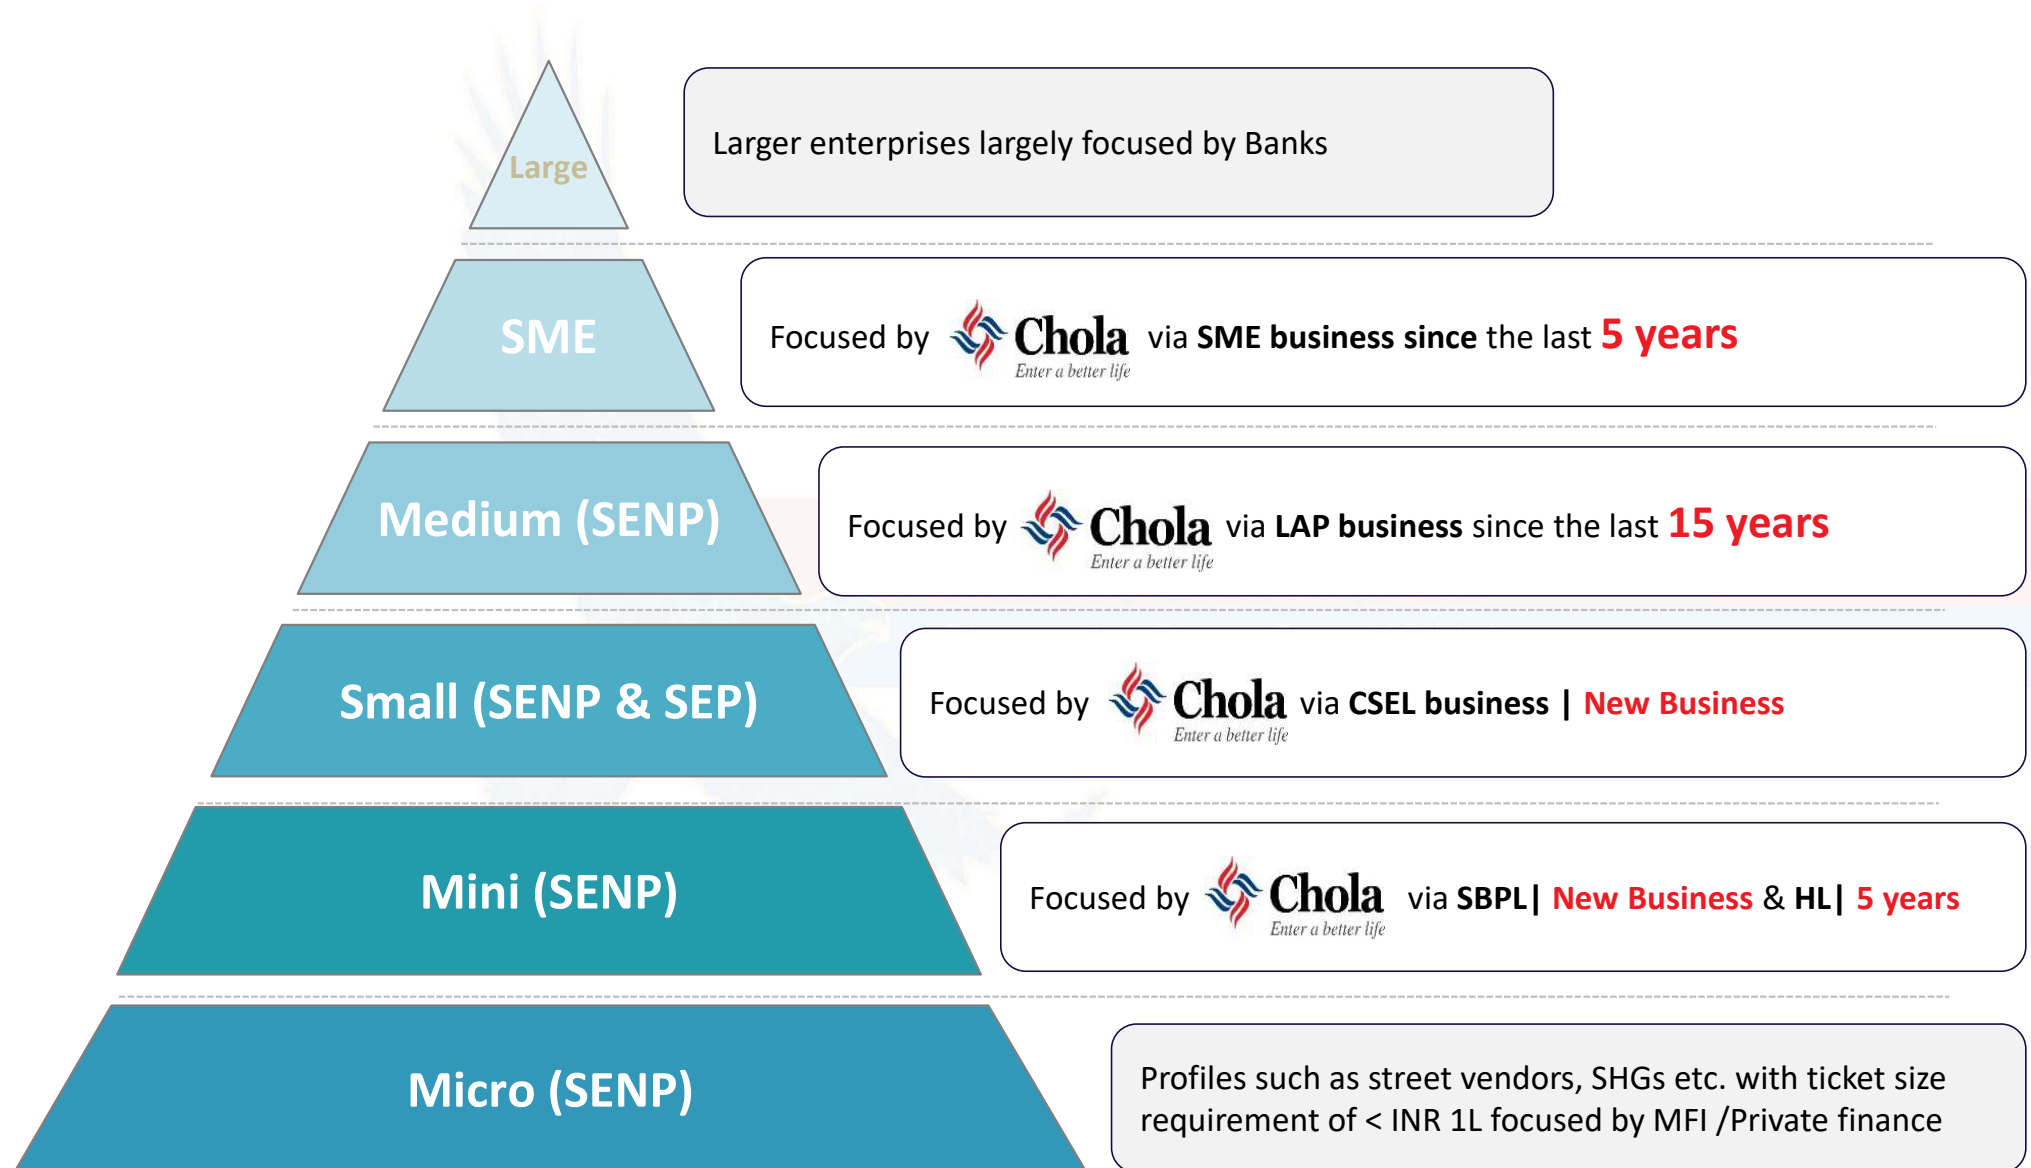 Large
Larger enterprises largely focused by Banks
SME
Focused by Chola via SME business since the last 5 years
Enter a better life
Medium (SENP)
Focused by Chola via LAP business since the last 15 years
Enter a better life
Small (SENP & SEP)
Focused by Chola via CSEL business | New Business
Enter a better life
Mini (SENP)
Focused by Chola via SBPL| New Business & HL| 5 years
Enter a better life
Micro (SENP)
Profiles such as street vendors, SHGs etc. with ticket size
requirement of < INR 1L focused by MFI /Private finance